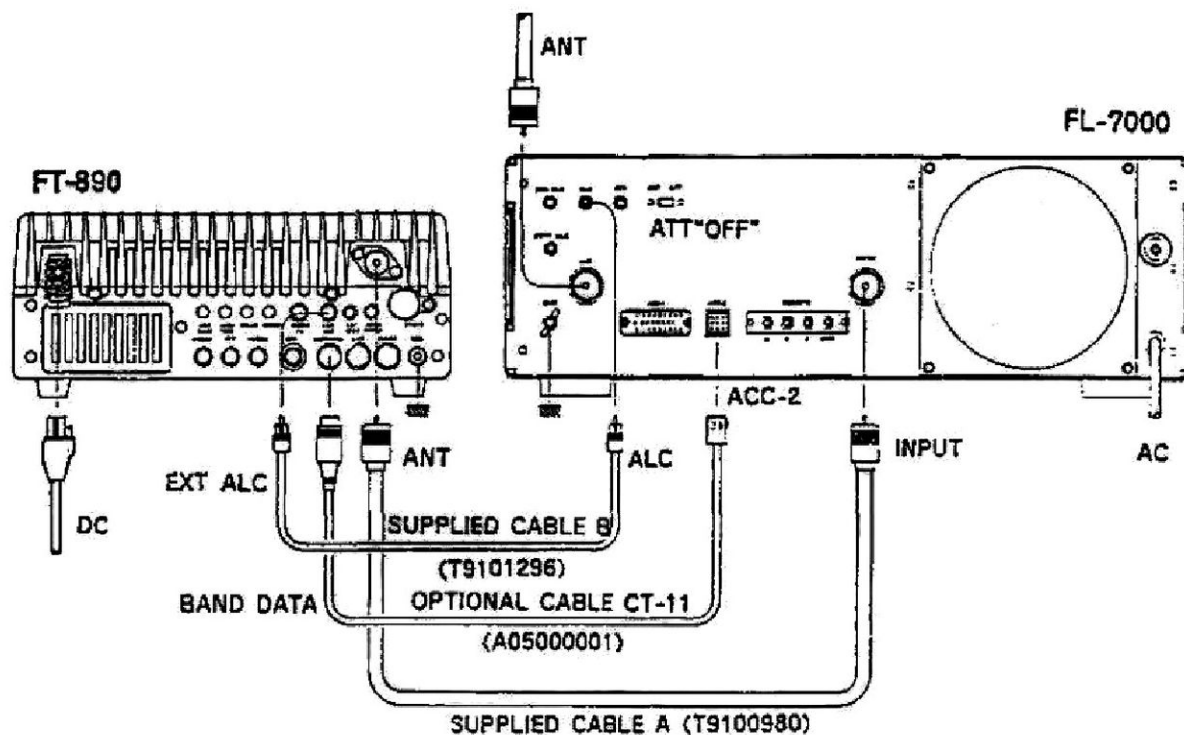 ANT
FL-7000
FT-890
ATT"OFF"
ACC-2
ANT
ALC
INPUT
AC
EXT ALC
DC
SUPPLIED CABLE B
(T9101296)
BAND DATA
OPTIONAL CABLE CT-11
(A05000001)
SUPPLIED CABLE A (T9100980)